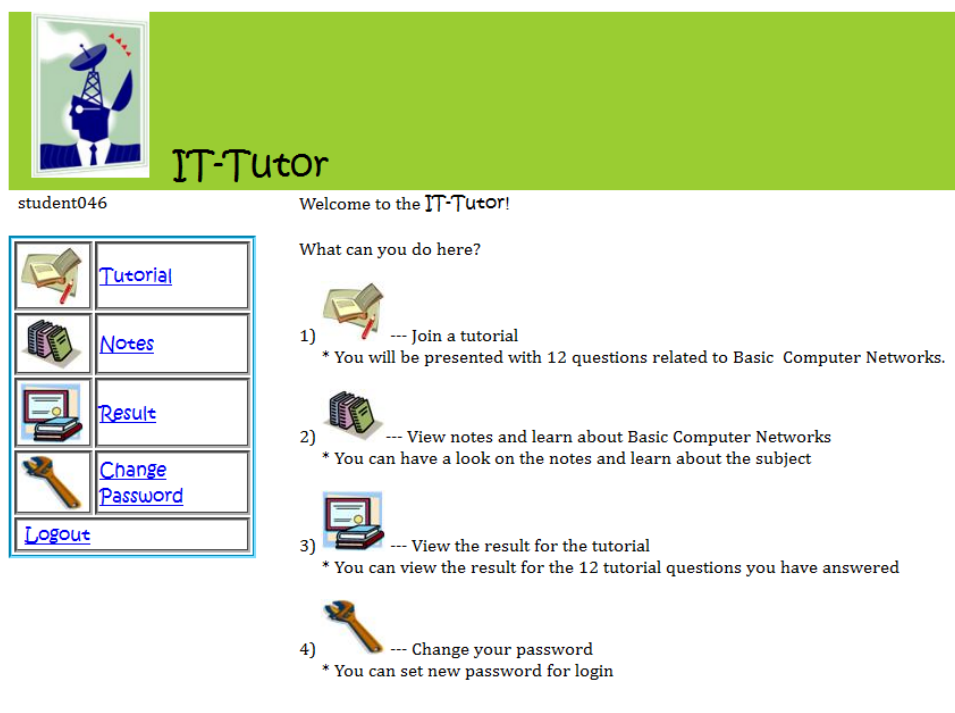 IT-Tutor
student046
Tutorial
Notes
Result
Change
Password
Logout
Welcome to the IT-Tutor!
What can you do here?
1) --- Join a tutorial
* You will be presented with 12 questions related to Basic  Computer Networks.
2) --- View notes and learn about Basic Computer Networks
* You can have a look on the notes and learn about the subject
3) --- View the result for the tutorial
* You can view the result for the 12 tutorial questions you have answered
4) --- Change your password
* You can set new password for login